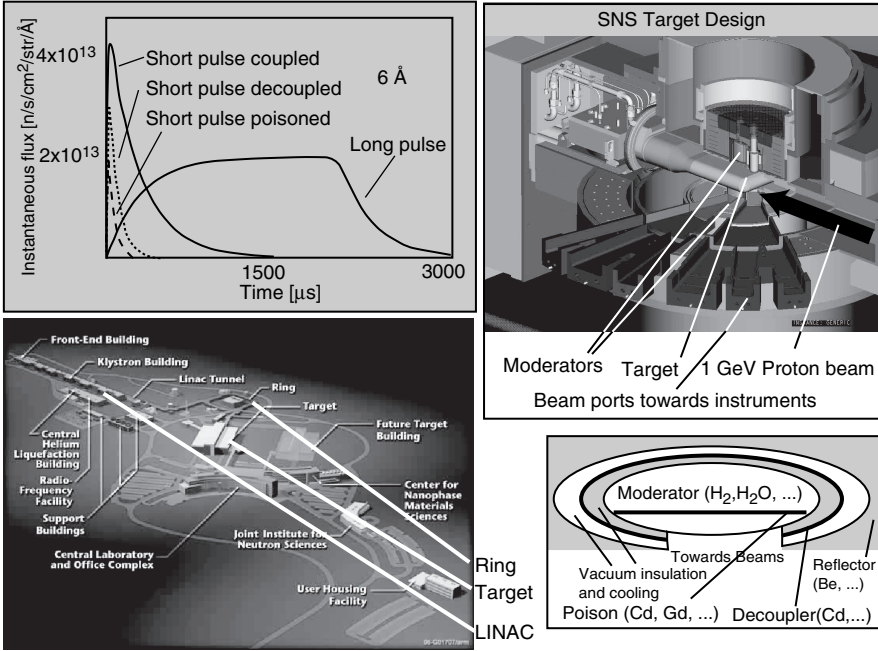 Instantaneous flux [n/s/cm²/str/Å]
4x10¹³
2x10¹³
Short pulse coupled
Short pulse decoupled
Short pulse poisoned
6 Å
Long pulse
1500
3000
Time [μs]
SNS Target Design
INSTANCE: GENERIC
Moderators
Target
1 GeV Proton beam
Beam ports towards instruments
Front-End Building
Klystron Building
Linac Tunnel
Ring
Target
Future Target
Building
Central
Helium
Liquefaction
Building
Radio-
Frequency
Facility
Support
Buildings
Central Laboratory
and Office Complex
Joint Institute for
Neutron Sciences
Center for
Nanophase
Materials
Sciences
User Housing
Facility
Ring
Target
LINAC
Moderator (H₂,H₂O, ...)
Towards Beams
Vacuum insulation
and cooling
Reflector
(Be, ...)
Poison (Cd, Gd, ...)
Decoupler(Cd,...)